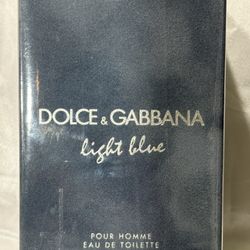 DOLCE & GABBANA
light blue
POUR HOMME
EAU DE TOILETTE